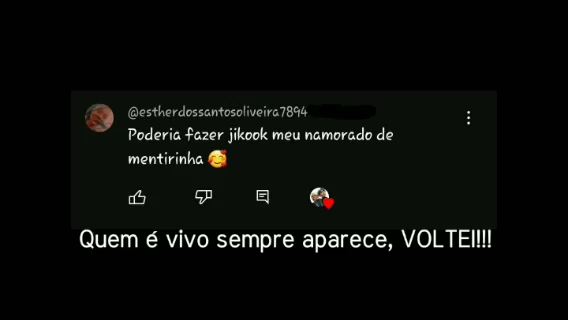 @estherdossantosoliveira7894
Poderia fazer jikook meu namorado de
mentirinha 🥰
Quem é vivo sempre aparece, VOLTEI!!!